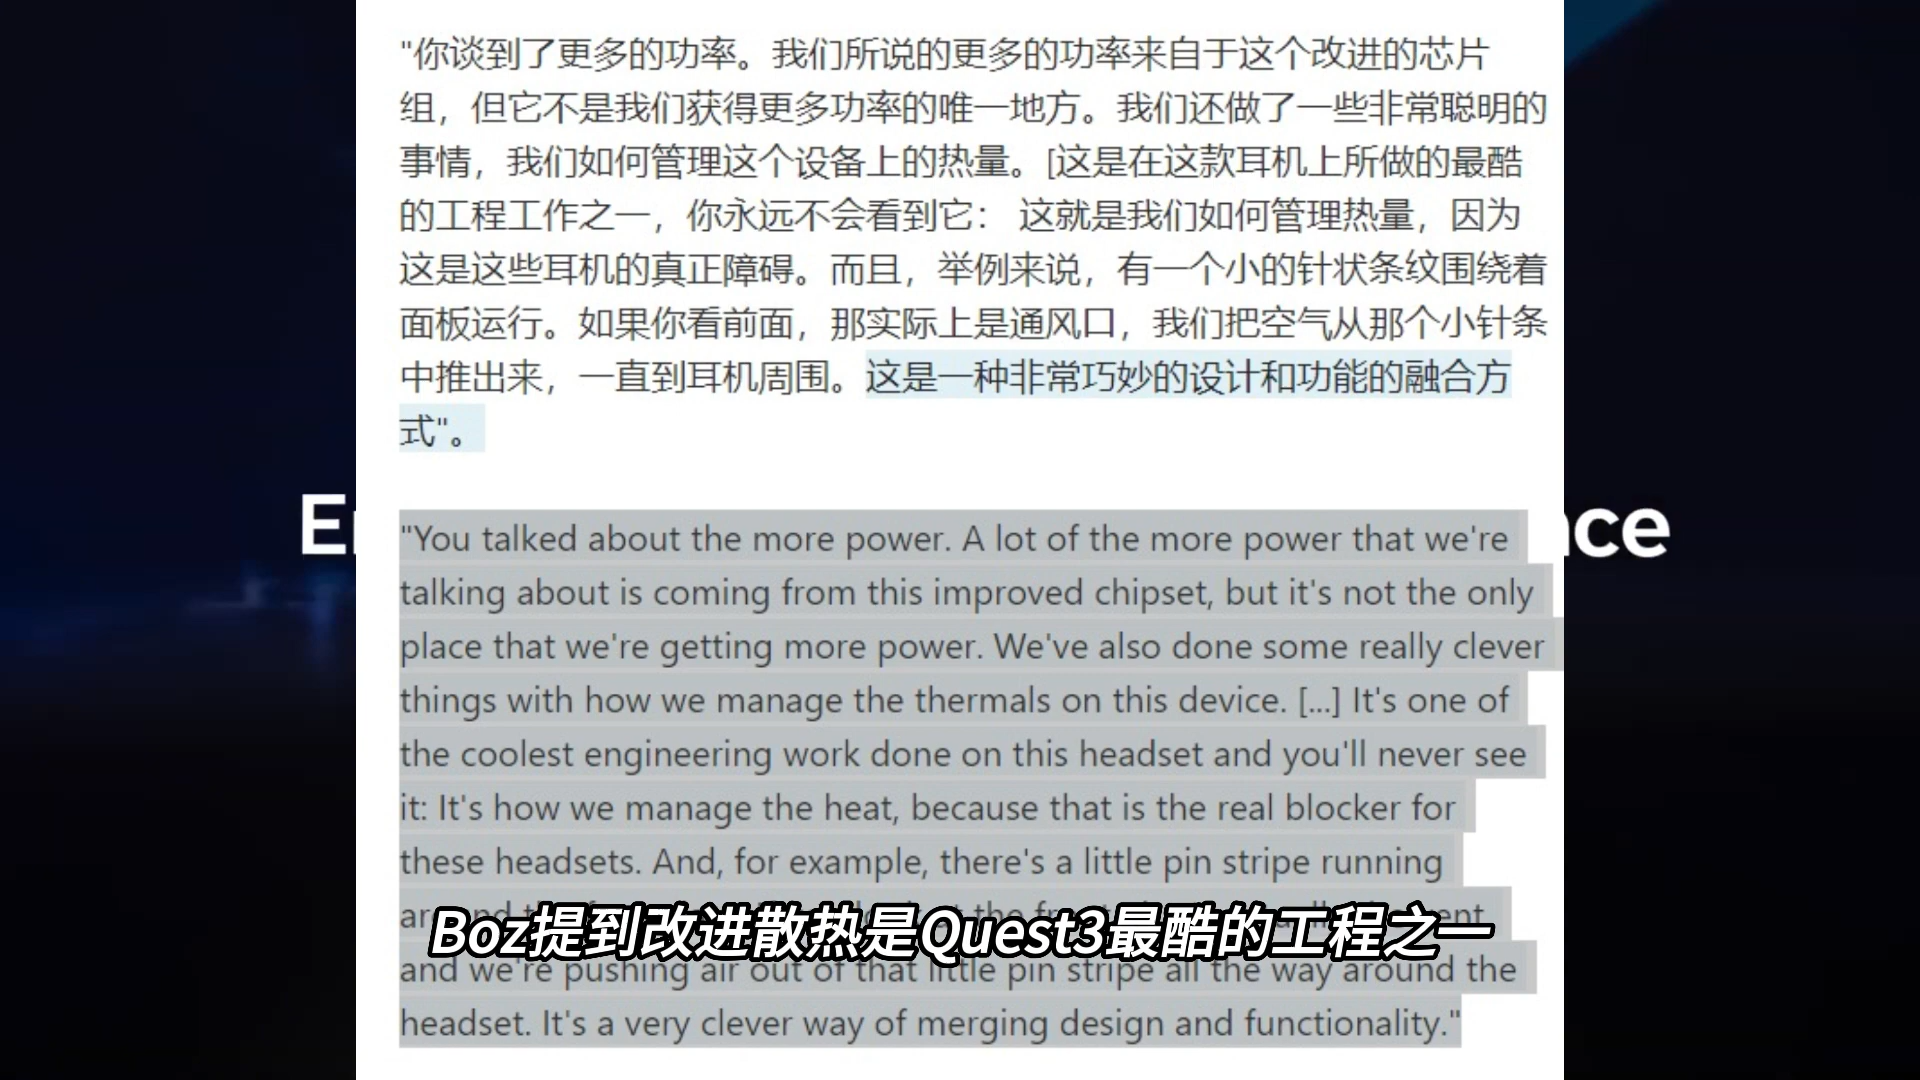 "你谈到了更多的功率。我们所说的更多的功率来自于这个改进的芯片
组，但它不是我们获得更多功率的唯一地方。我们还做了一些非常聪明的
事情，我们如何管理这个设备上的热量。[这是在这款耳机上所做的最酷
的工程工作之一，你永远不会看到它： 这就是我们如何管理热量，因为
这是这些耳机的真正障碍。而且，举例来说，有一个小的针状条纹围绕着
面板运行。如果你看前面，那实际上是通风口，我们把空气从那个小针条
中推出来，一直到耳机周围。这是一种非常巧妙的设计和功能的融合方
式"。
"You talked about the more power. A lot of the more power that we're
talking about is coming from this improved chipset, but it's not the only
place that we're getting more power. We've also done some really clever
things with how we manage the thermals on this device. [...] It's one of
the coolest engineering work done on this headset and you'll never see
it: It's how we manage the heat, because that is the real blocker for
these headsets. And, for example, there's a little pin stripe running
Boz提到改进散热是Quest3最酷的工程之一
and we're pushing air out of that little pin stripe all the way around the
headset. It's a very clever way of merging design and functionality."